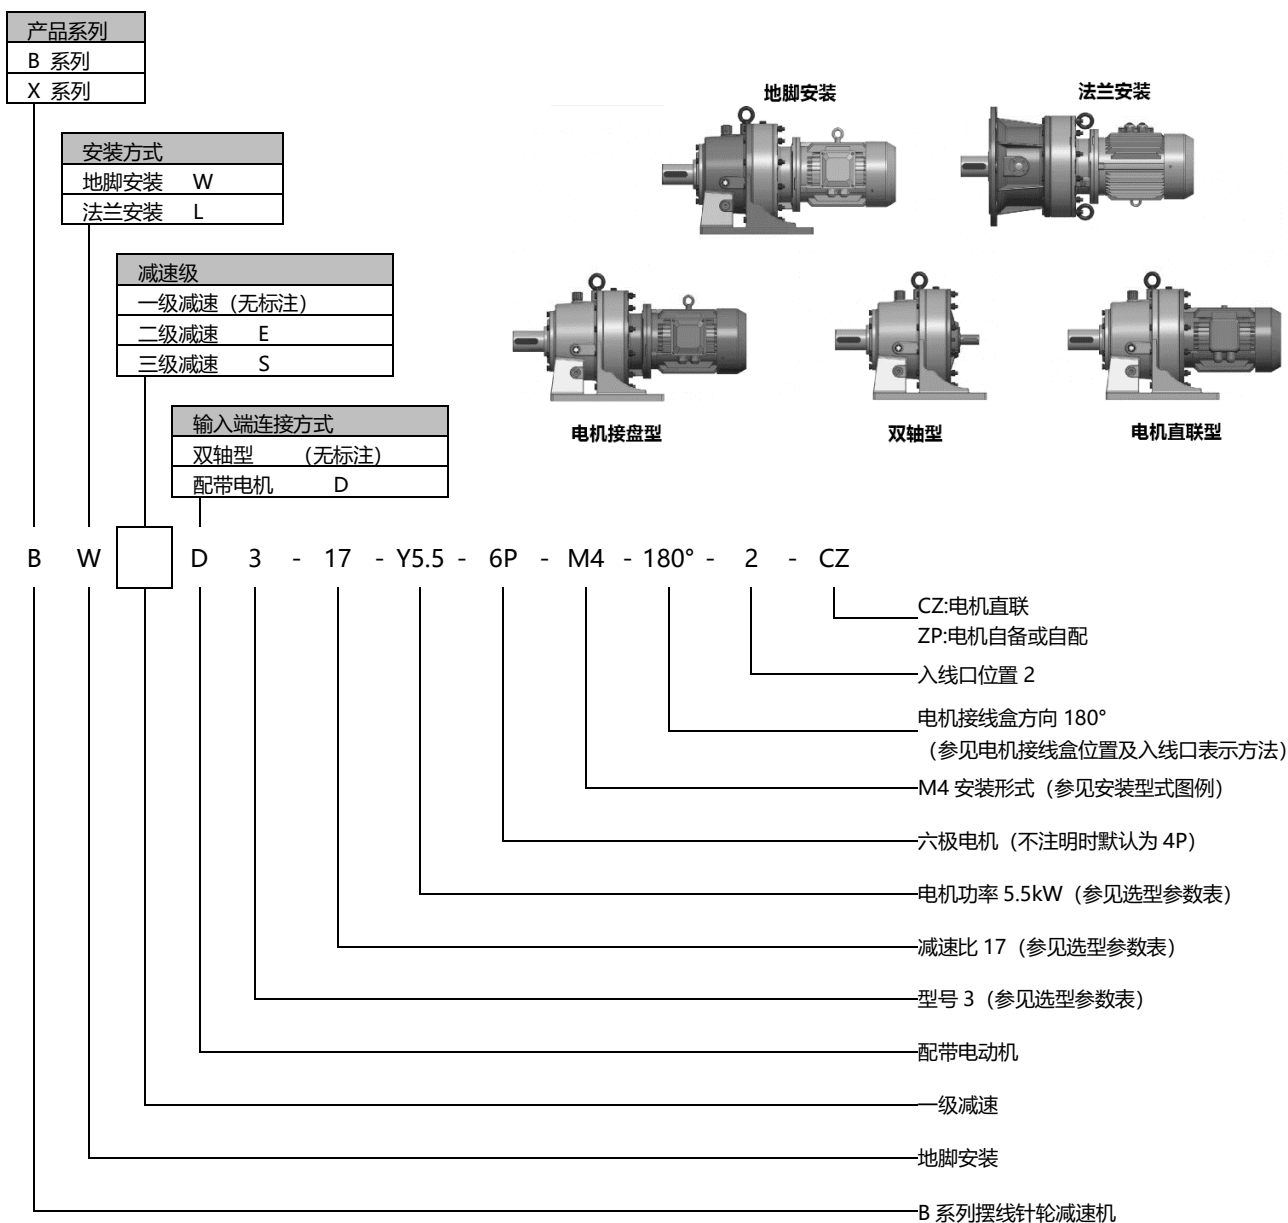 产品系列
B 系列
X 系列
安装方式
地脚安装 W
法兰安装 L
减速级
一级减速（无标注）
二级减速 E
三级减速 S
输入端连接方式
双轴型 （无标注）
配带电机 D
地脚安装
法兰安装
电机接盘型
双轴型
电机直联型
B W D 3 - 17 - Y5.5 - 6P - M4 - 180° - 2 - CZ
CZ:电机直联
ZP:电机自备或自配
入线口位置 2
电机接线盒方向 180°
（参见电机接线盒位置及入线口表示方法）
M4 安装形式（参见安装型式图例）
六极电机（不注明时默认为 4P）
电机功率 5.5kW（参见选型参数表）
减速比 17（参见选型参数表）
型号 3（参见选型参数表）
配带电动机
一级减速
地脚安装
B 系列摆线针轮减速机